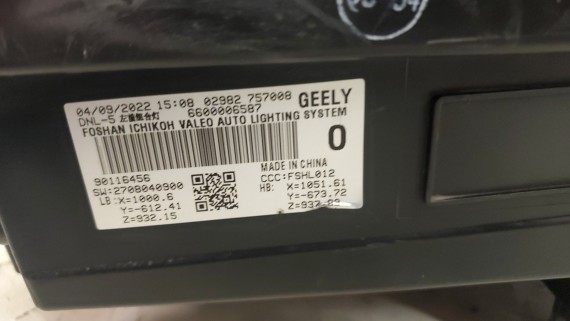 04/09/2022 15:08 02982 757008 GEELY
DNL-5 左前组合灯 6600006587
FOSHAN ICHIKOH VALEO AUTO LIGHTING SYSTEM
0
90116456 MADE IN CHINA
SW:2708040900 CCC:FSHL012
LB:X=1000.6 HB: X=1051.61
Y=-612.41 Y=-673.72
Z=932.15